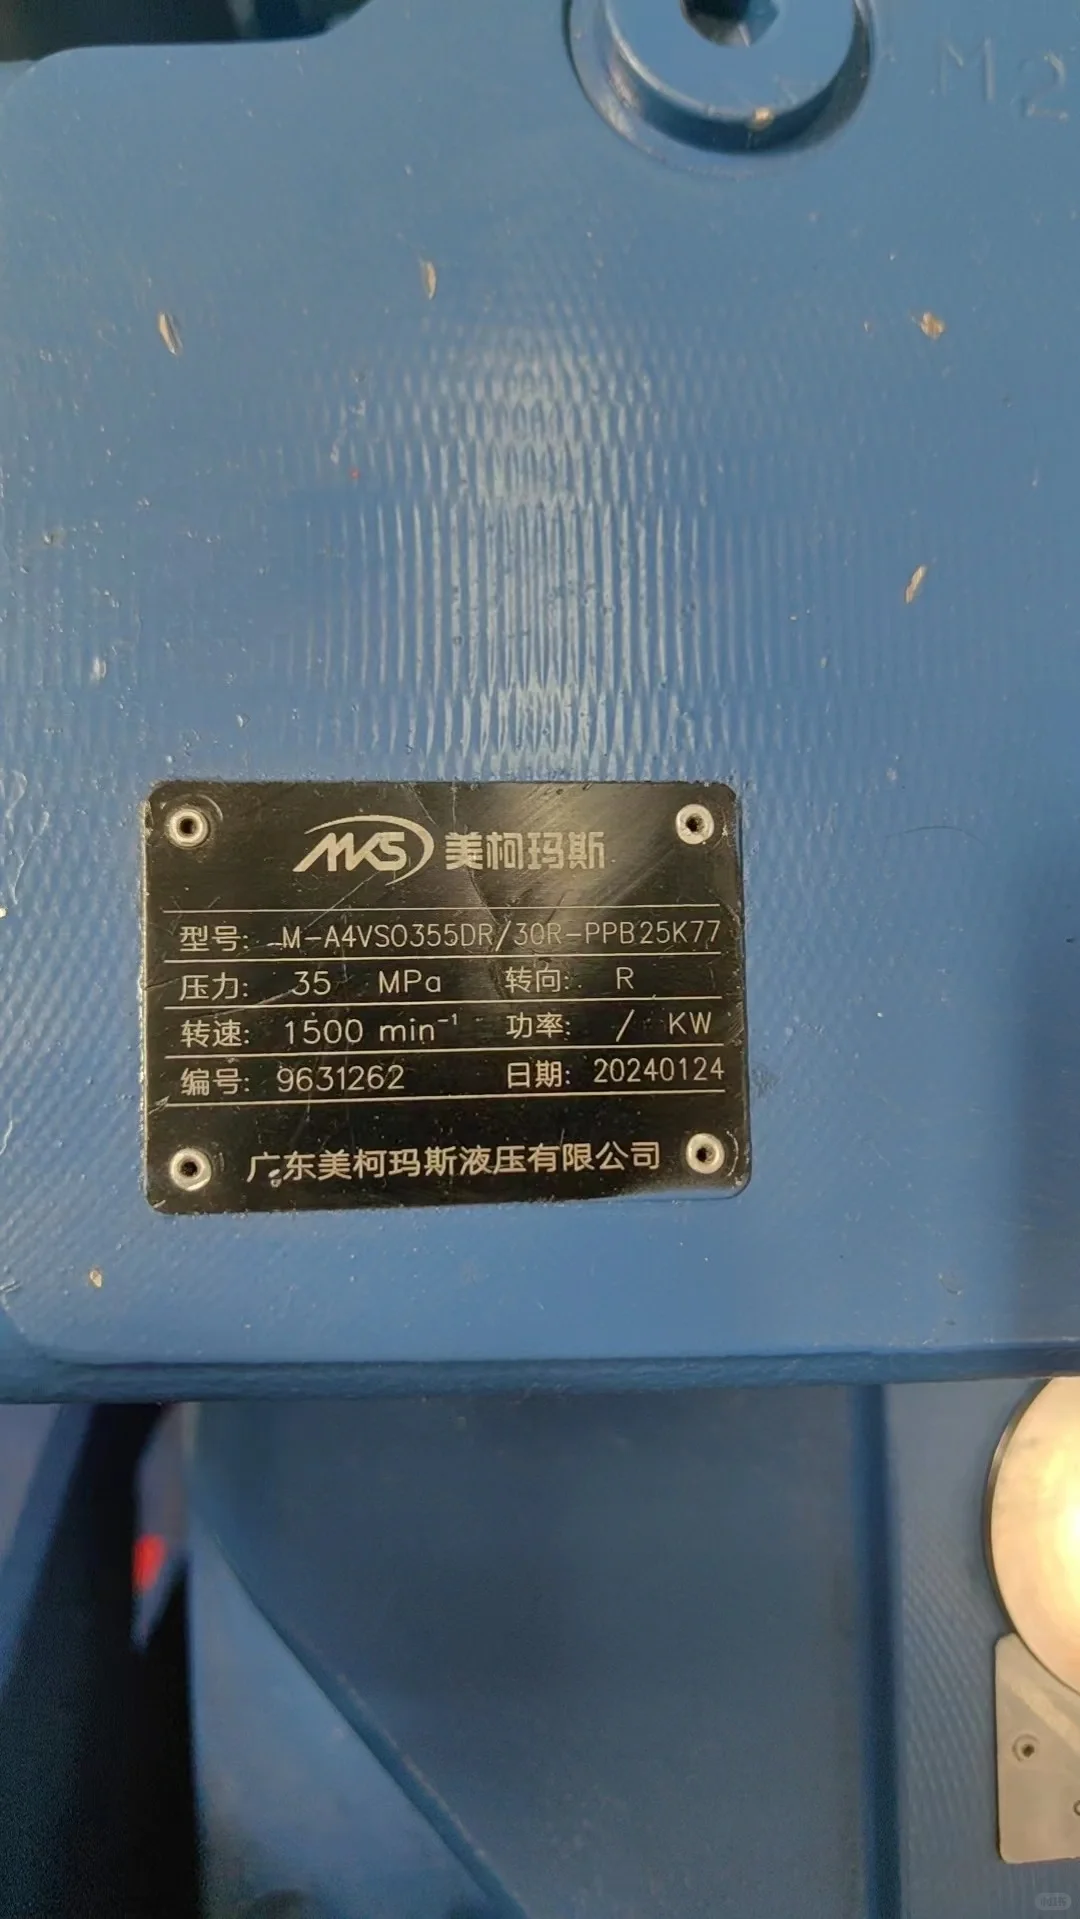 M2
MKS 美柯玛斯
型号: M-A4VSO355DR/30R-PPB25K77
压力: 35 MPa 转向: R
转速: 1500 min⁻¹ 功率: / KW
编号: 9631262 日期: 20240124
广东美柯玛斯液压有限公司